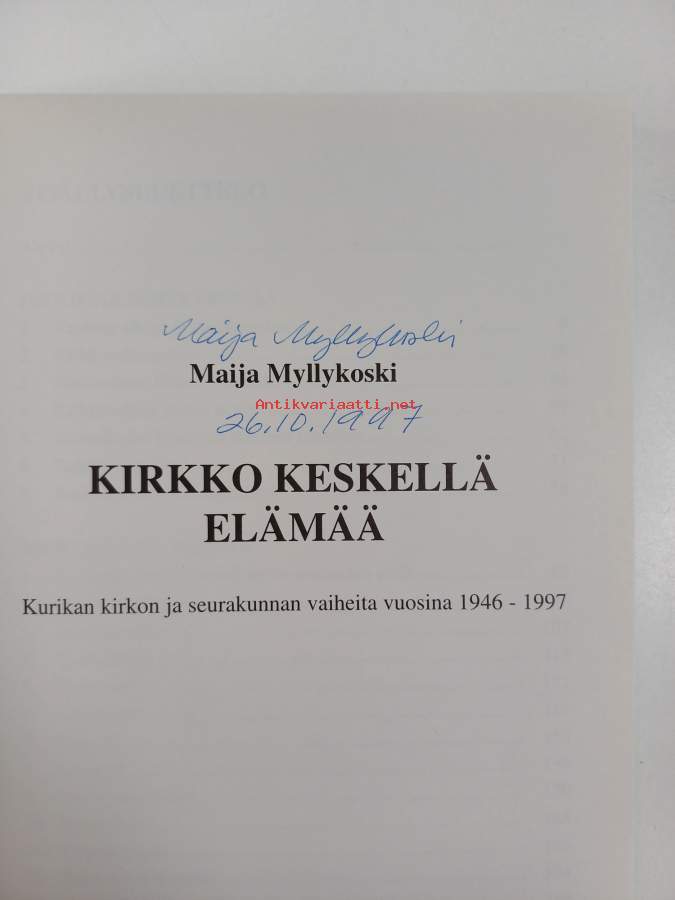 Maija Myllykoski
Maija Myllykoski
Antikvariaatti.net
26.10.1997
KIRKKO KESKELLÄ
ELÄMÄÄ
Kurikan kirkon ja seurakunnan vaiheita vuosina 1946 - 1997